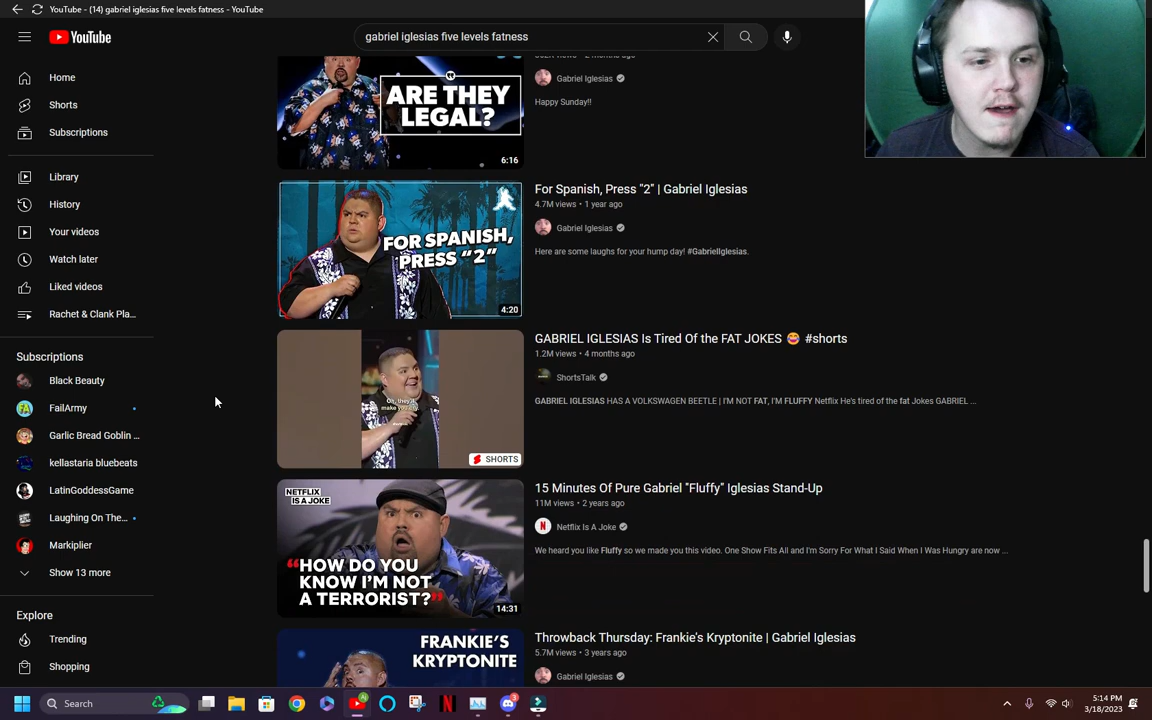 YouTube - (14) gabriel iglesias five levels fatness - YouTube
YouTube
gabriel iglesias five levels fatness
Home
Shorts
Subscriptions
Library
History
Your videos
Watch later
Liked videos
Rachet & Clank Pla...
Subscriptions
Black Beauty
FailArmy
Garlic Bread Goblin ...
kellastaria bluebeats
LatinGoddessGame
Laughing On The...
Markiplier
Show 13 more
Explore
Trending
Shopping
ARE THEY
LEGAL?
6:16
Gabriel Iglesias
Happy Sunday!!
FOR SPANISH,
PRESS "2"
4:20
For Spanish, Press "2" | Gabriel Iglesias
4.7M views • 1 year ago
Gabriel Iglesias
Here are some laughs for your hump day! #GabrielIglesias.
SHORTS
GABRIEL IGLESIAS Is Tired Of the FAT JOKES 😂 #shorts
1.2M views • 4 months ago
ShortsTalk
GABRIEL IGLESIAS HAS A VOLKSWAGEN BEETLE | I'M NOT FAT, I'M FLUFFY Netflix He's tired of the fat Jokes GABRIEL ...
NETFLIX
IS A JOKE
"HOW DO YOU
KNOW I'M NOT
A TERRORIST?"
14:31
15 Minutes Of Pure Gabriel "Fluffy" Iglesias Stand-Up
11M views • 2 years ago
Netflix Is A Joke
We heard you like Fluffy so we made you this video. One Show Fits All and I'm Sorry For What I Said When I Was Hungry are now ...
FRANKIE'S
KRYPTONITE
Throwback Thursday: Frankie's Kryptonite | Gabriel Iglesias
5.7M views • 3 years ago
Gabriel Iglesias
Search
5:14 PM
3/18/2023